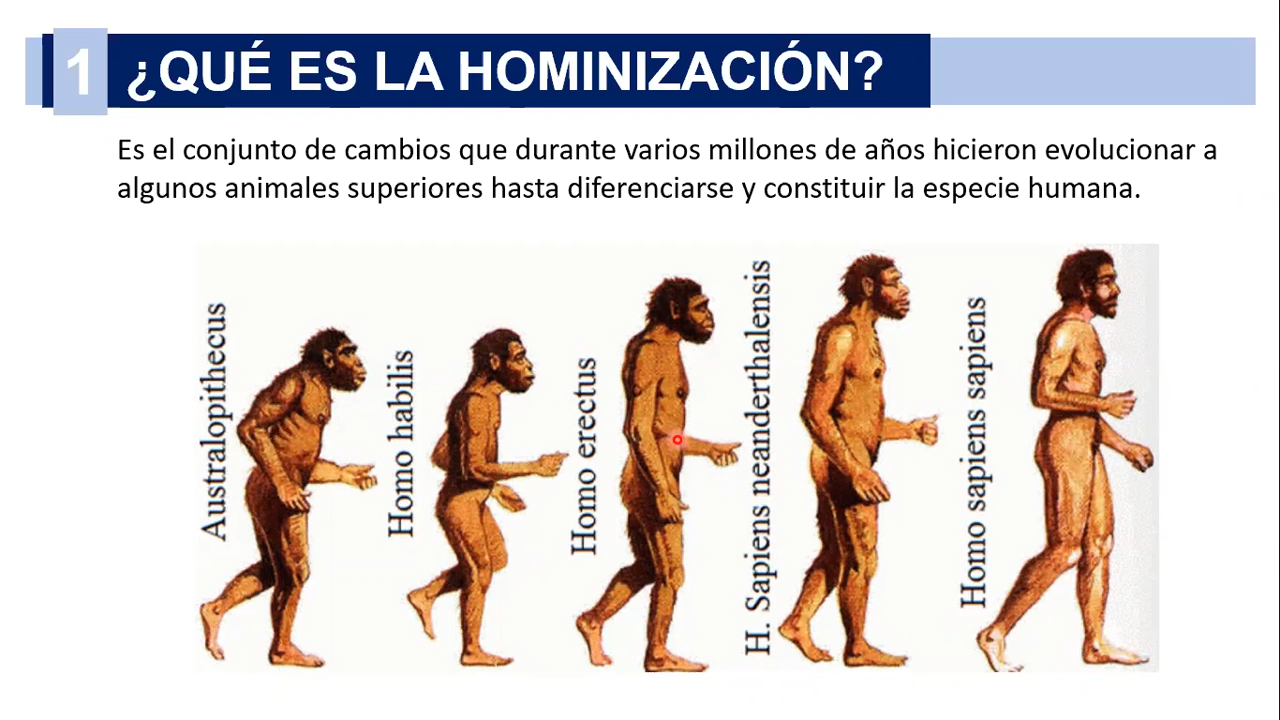 1 ¿QUÉ ES LA HOMINIZACIÓN?
Es el conjunto de cambios que durante varios millones de años hicieron evolucionar a
algunos animales superiores hasta diferenciarse y constituir la especie humana.
Australopithecus
Homo habilis
Homo erectus
H. Sapiens neanderthalensis
Homo sapiens sapiens